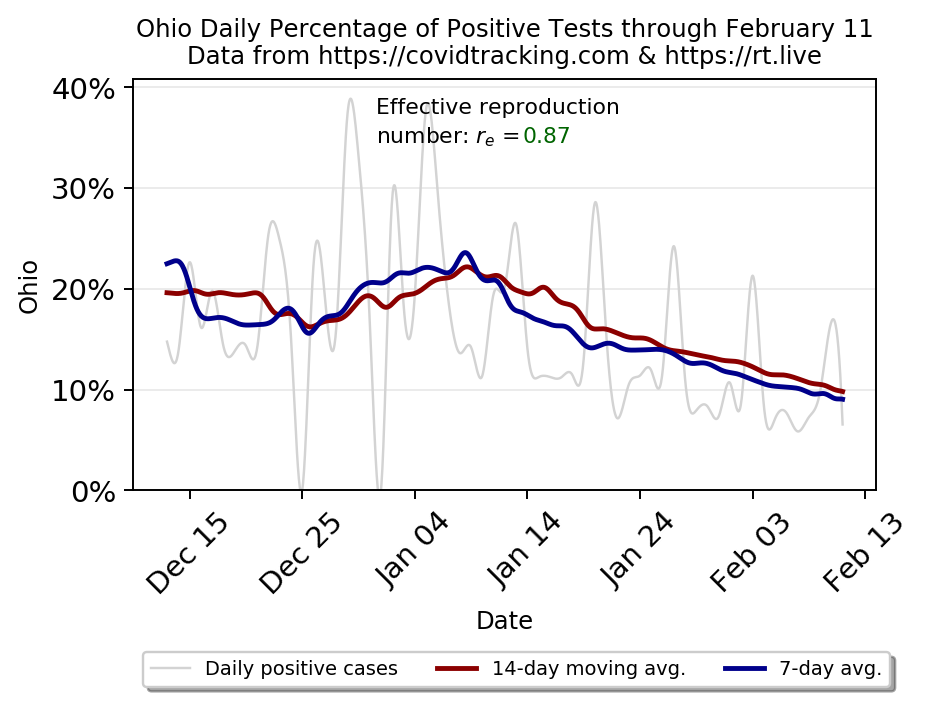 Ohio Daily Percentage of Positive Tests through February 11
Data from https://covidtracking.com & https://rt.live
40%
30%
20%
10%
0%
Ohio
Effective reproduction
number: rₑ = 0.87
Dec 15
Dec 25
Jan 04
Jan 14
Jan 24
Feb 03
Feb 13
Date
Daily positive cases
14-day moving avg.
7-day avg.